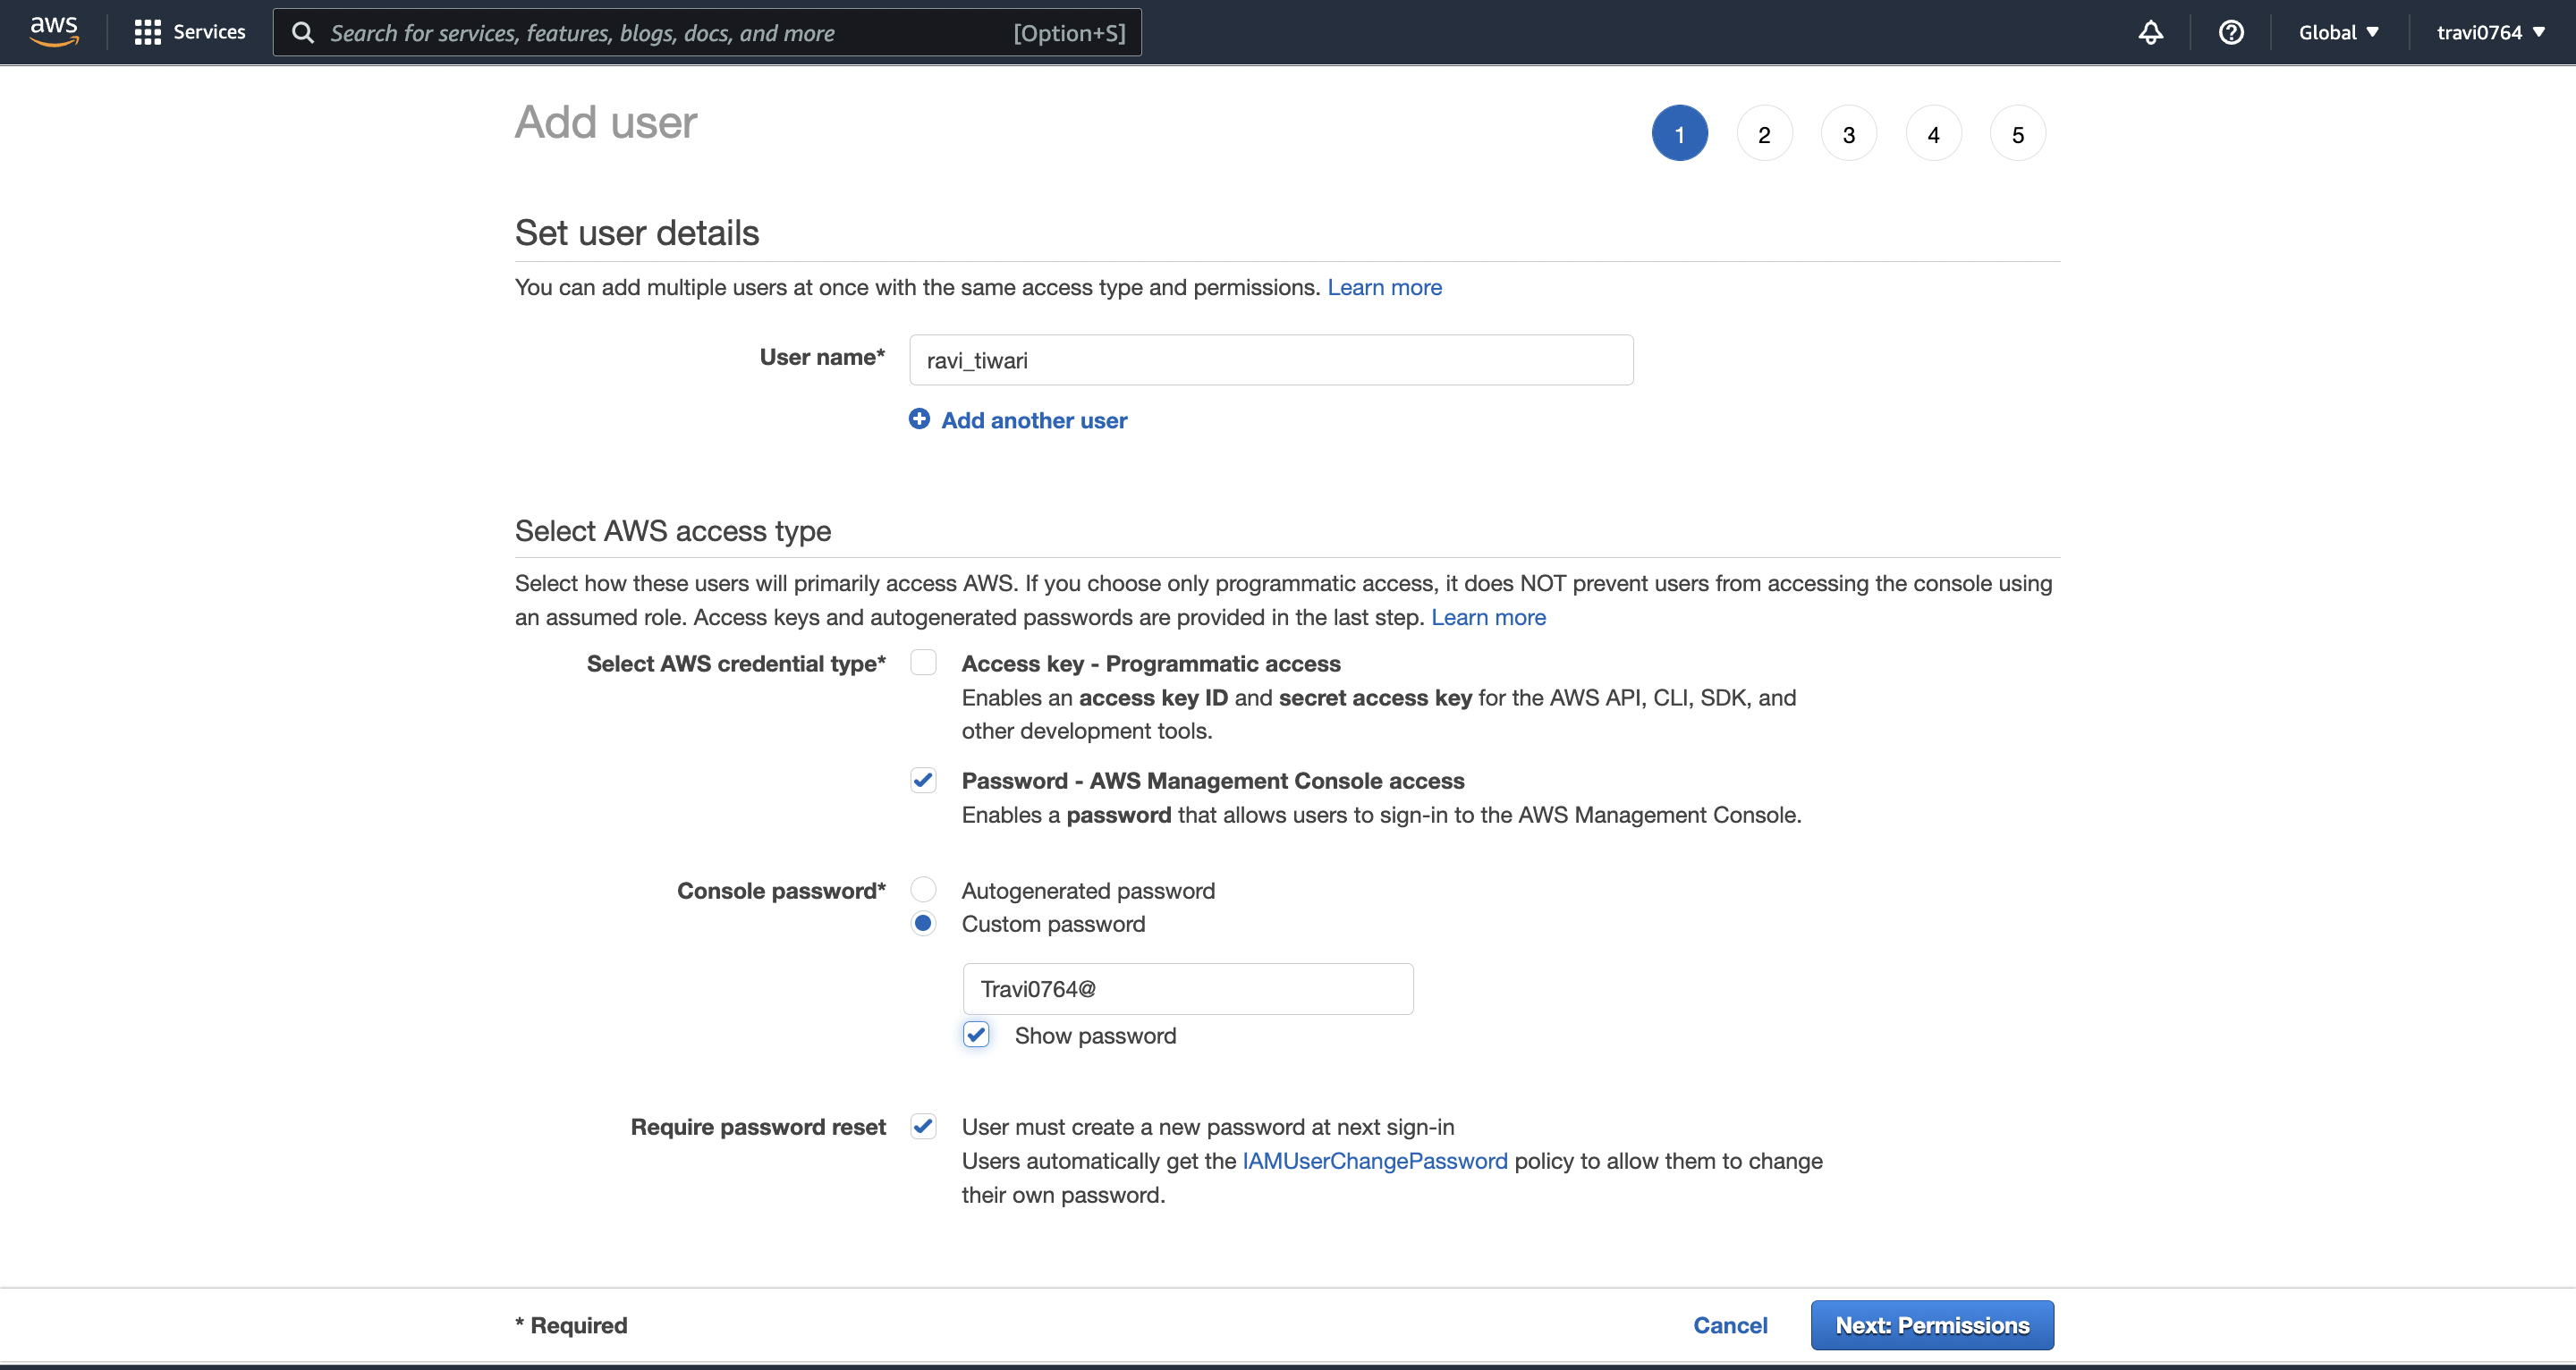 aws Services Search for services, features, blogs, docs, and more [Option+S] Global travi0764
Add user 1 2 3 4 5
Set user details
You can add multiple users at once with the same access type and permissions. Learn more
User name* ravi_tiwari
Add another user
Select AWS access type
Select how these users will primarily access AWS. If you choose only programmatic access, it does NOT prevent users from accessing the console using
an assumed role. Access keys and autogenerated passwords are provided in the last step. Learn more
Select AWS credential type* Access key - Programmatic access
Enables an access key ID and secret access key for the AWS API, CLI, SDK, and
other development tools.
Password - AWS Management Console access
Enables a password that allows users to sign-in to the AWS Management Console.
Console password* Autogenerated password
Custom password
Travi0764@
Show password
Require password reset User must create a new password at next sign-in
Users automatically get the IAMUserChangePassword policy to allow them to change
their own password.
* Required Cancel Next: Permissions